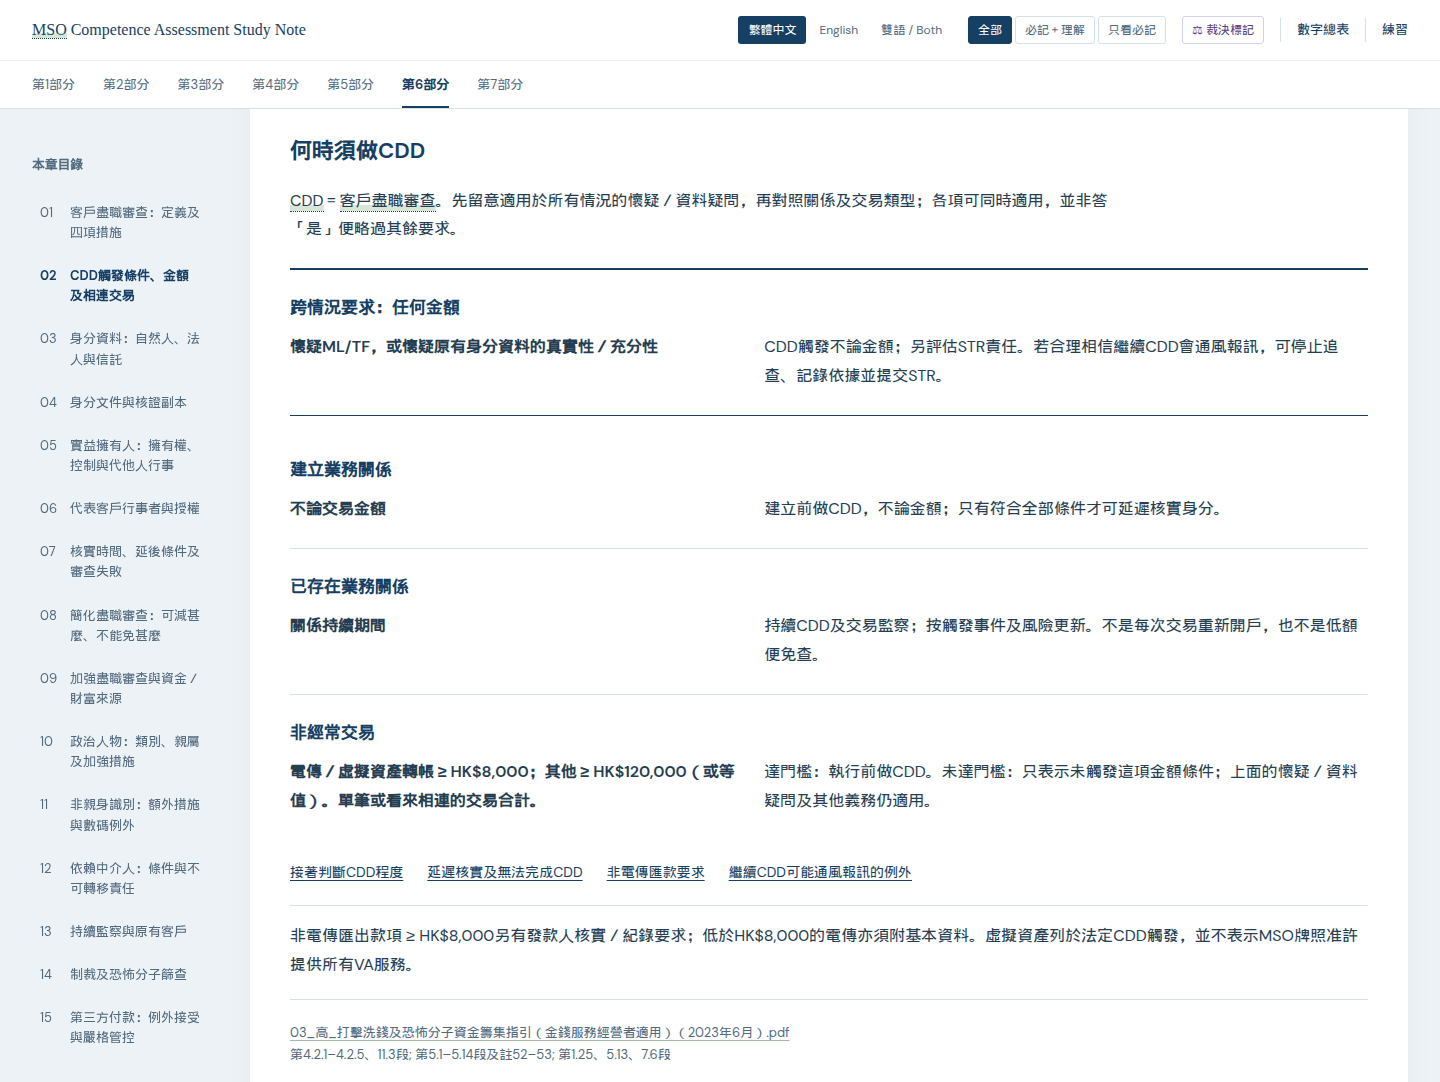 MSO Competence Assessment Study Note
繁體中文 English 雙語 / Both 全部 必記 + 理解 只看必記 ⚖ 裁決標記 數字總表 練習
第1部分 第2部分 第3部分 第4部分 第5部分 第6部分 第7部分
本章目錄
01 客戶盡職審查：定義及
四項措施
02 CDD觸發條件、金額
及相連交易
03 身分資料：自然人、法
人與信託
04 身分文件與核證副本
05 實益擁有人：擁有權、
控制與代他人行事
06 代表客戶行事者與授權
07 核實時間、延後條件及
審查失敗
08 簡化盡職審查：可減甚
麼、不能免甚麼
09 加強盡職審查與資金 /
財富來源
10 政治人物：類別、親屬
及加強措施
11 非親身識別：額外措施
與數碼例外
12 依賴中介人：條件與不
可轉移責任
13 持續監察與原有客戶
14 制裁及恐怖分子篩查
15 第三方付款：例外接受
與嚴格管控
何時須做CDD
CDD = 客戶盡職審查。先留意適用於所有情況的懷疑 / 資料疑問，再對照關係及交易類型；各項可同時適用，並非答
「是」便略過其餘要求。
跨情況要求：任何金額
懷疑ML/TF，或懷疑原有身分資料的真實性 / 充分性
CDD觸發不論金額；另評估STR責任。若合理相信繼續CDD會通風報訊，可停止追
查、記錄依據並提交STR。
建立業務關係
不論交易金額
建立前做CDD，不論金額；只有符合全部條件才可延遲核實身分。
已存在業務關係
關係持續期間
持續CDD及交易監察；按觸發事件及風險更新。不是每次交易重新開戶，也不是低額
便免查。
非經常交易
電傳 / 虛擬資產轉帳 ≥ HK$8,000；其他 ≥ HK$120,000（或等
值）。單筆或看來相連的交易合計。
達門檻：執行前做CDD。未達門檻：只表示未觸發這項金額條件；上面的懷疑 / 資料
疑問及其他義務仍適用。
接著判斷CDD程度 延遲核實及無法完成CDD 非電傳匯款要求 繼續CDD可能通風報訊的例外
非電傳匯出款項 ≥ HK$8,000另有發款人核實 / 紀錄要求；低於HK$8,000的電傳亦須附基本資料。虛擬資產列於法定CDD觸發，並不表示MSO牌照准許
提供所有VA服務。
03_高_打擊洗錢及恐怖分子資金籌集指引（金錢服務經營者適用）（2023年6月）.pdf
第4.2.1–4.2.5、11.3段; 第5.1–5.14段及註52–53; 第1.25、5.13、7.6段